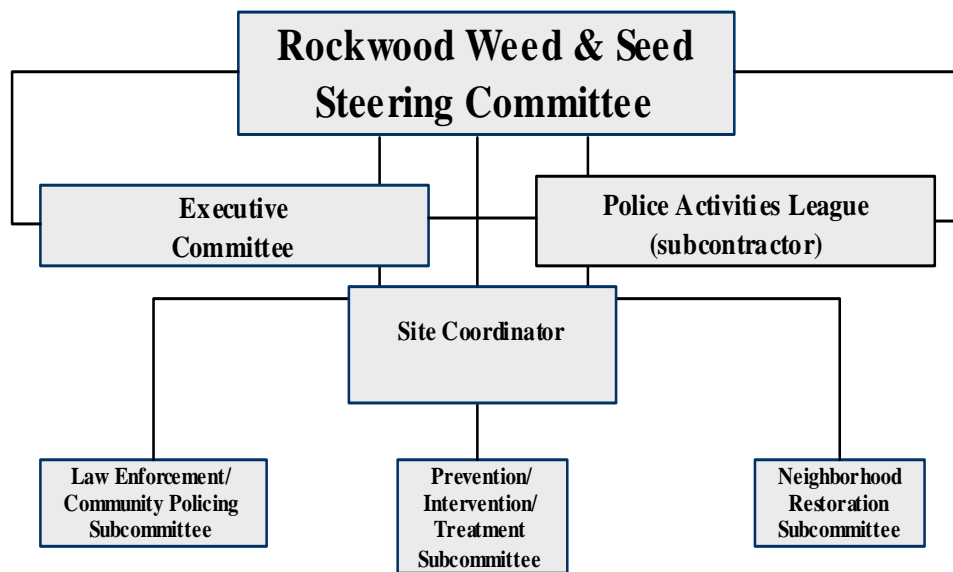 Rockwood Weed & Seed
Steering Committee
Executive
Committee
Police Activities League
(subcontractor)
Site Coordinator
Law Enforcement/
Community Policing
Subcommittee
Prevention/
Intervention/
Treatment
Subcommittee
Neighborhood
Restoration
Subcommittee